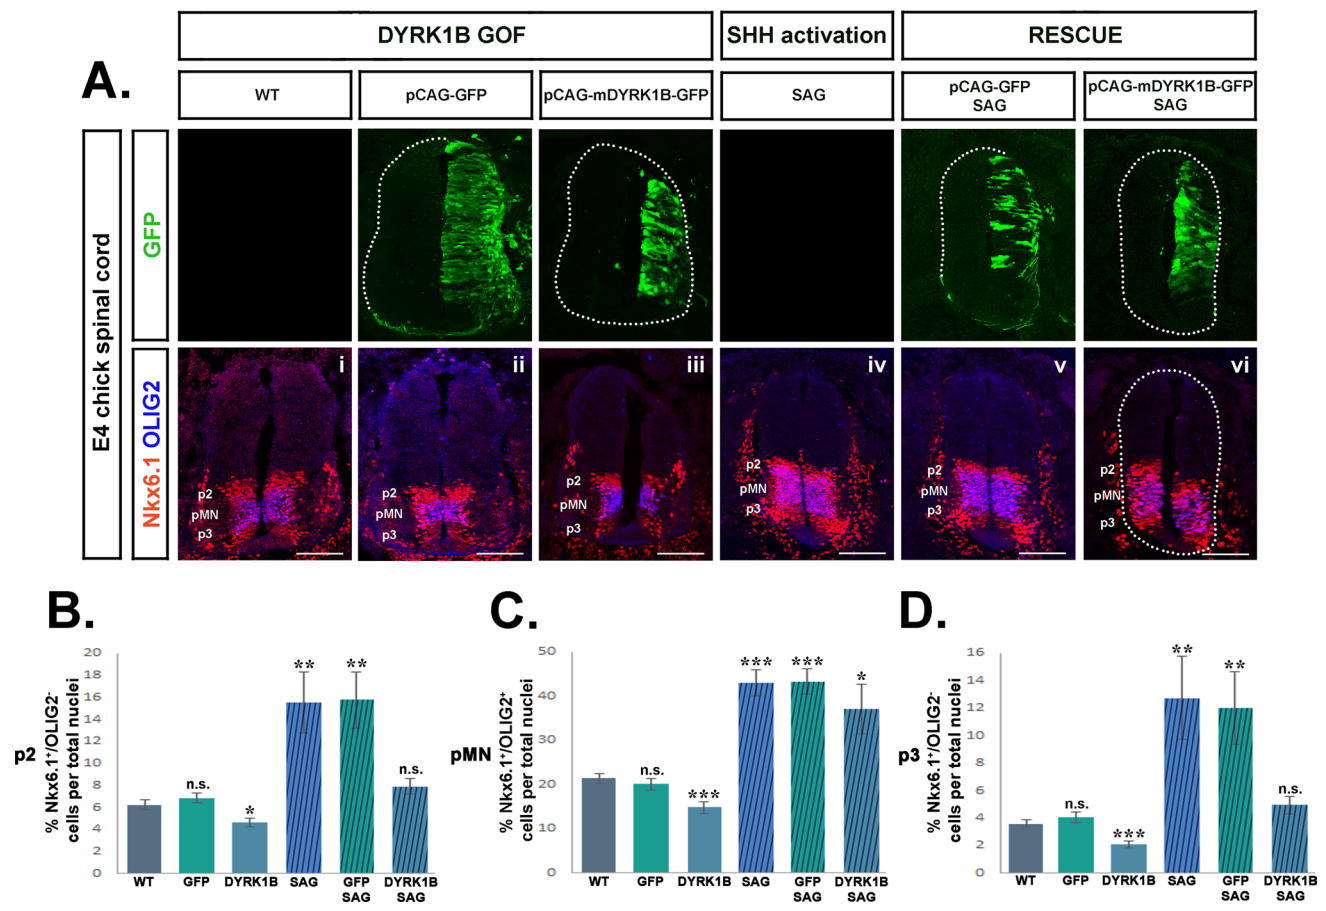 DYRK1B GOF
SHH activation
RESCUE
A.
WT
pCAG-GFP
pCAG-mDYRK1B-GFP
SAG
pCAG-GFP
SAG
pCAG-mDYRK1B-GFP
SAG
E4 chick spinal cord
GFP
Nkx6.1 OLIG2
i
ii
iii
iv
v
vi
p2
pMN
p3
p2
pMN
p3
p2
pMN
p3
p2
pMN
p3
p2
pMN
p3
p2
pMN
p3
B.
p2
% Nkx6.1⁺/OLIG2⁻
cells per total nuclei
20
18
16
14
12
10
8
6
4
2
0
n.s.
*
**
**
n.s.
WT
GFP
DYRK1B
SAG
GFP
SAG
DYRK1B
SAG
C.
pMN
% Nkx6.1⁺/OLIG2⁺
cells per total nuclei
50
40
30
20
10
0
n.s.
***
***
***
*
WT
GFP
DYRK1B
SAG
GFP
SAG
DYRK1B
SAG
D.
p3
% Nkx6.1⁺/OLIG2⁻
cells per total nuclei
16
14
12
10
8
6
4
2
0
n.s.
***
**
**
n.s.
WT
GFP
DYRK1B
SAG
GFP
SAG
DYRK1B
SAG